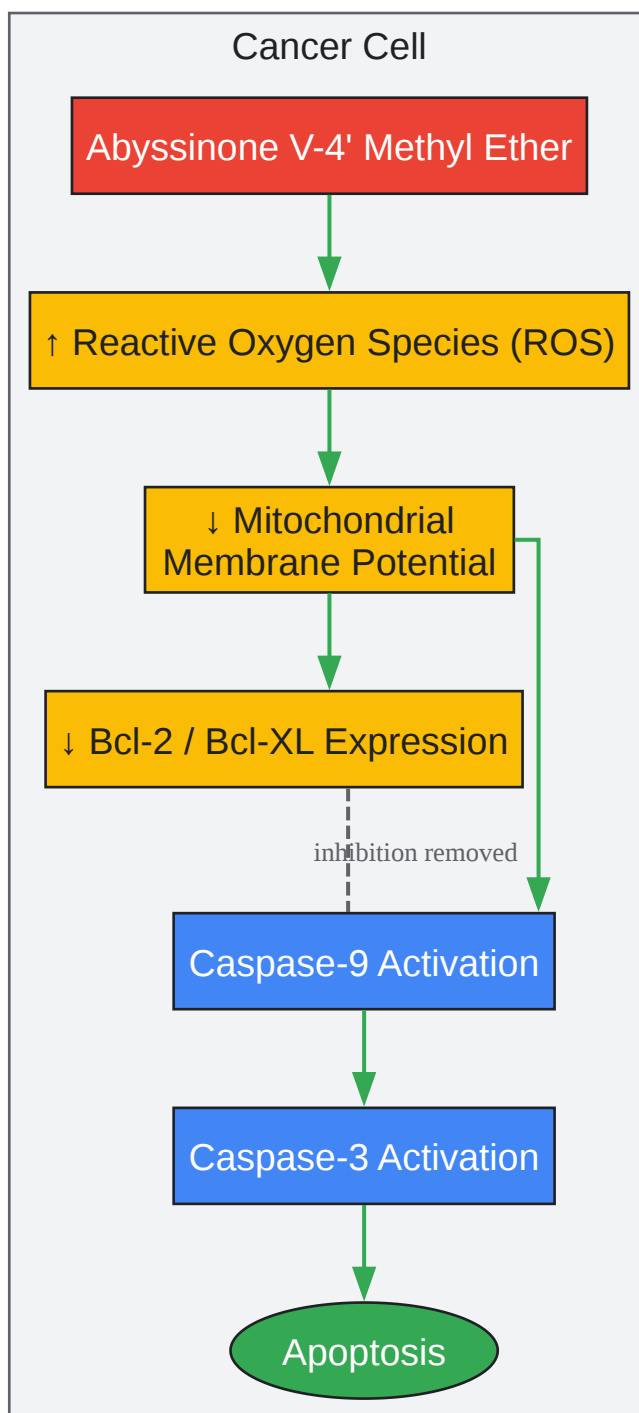 Cancer Cell
Abyssinone V-4' Methyl Ether
↑ Reactive Oxygen Species (ROS)
↓ Mitochondrial
Membrane Potential
↓ Bcl-2 / Bcl-XL Expression
inhibition removed
Caspase-9 Activation
Caspase-3 Activation
Apoptosis